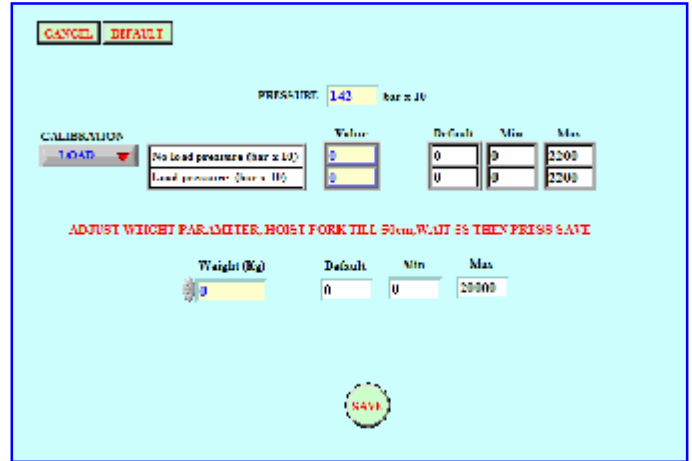 CANCEL DEFAULT
PRESSURE 142 bar x 10
CALIBRATION Value Default Min Max
LOAD No load pressure (bar x 10) 0 0 0 2200
Load pressure (bar x 10) 0 0 0 2200
ADJUST WEIGHT PARAMETER, HOIST FORK TILL 50cm,WAIT 5S THEN PRESS SAVE
Weight (Kg) Default Min Max
0 0 0 20000
SAVE